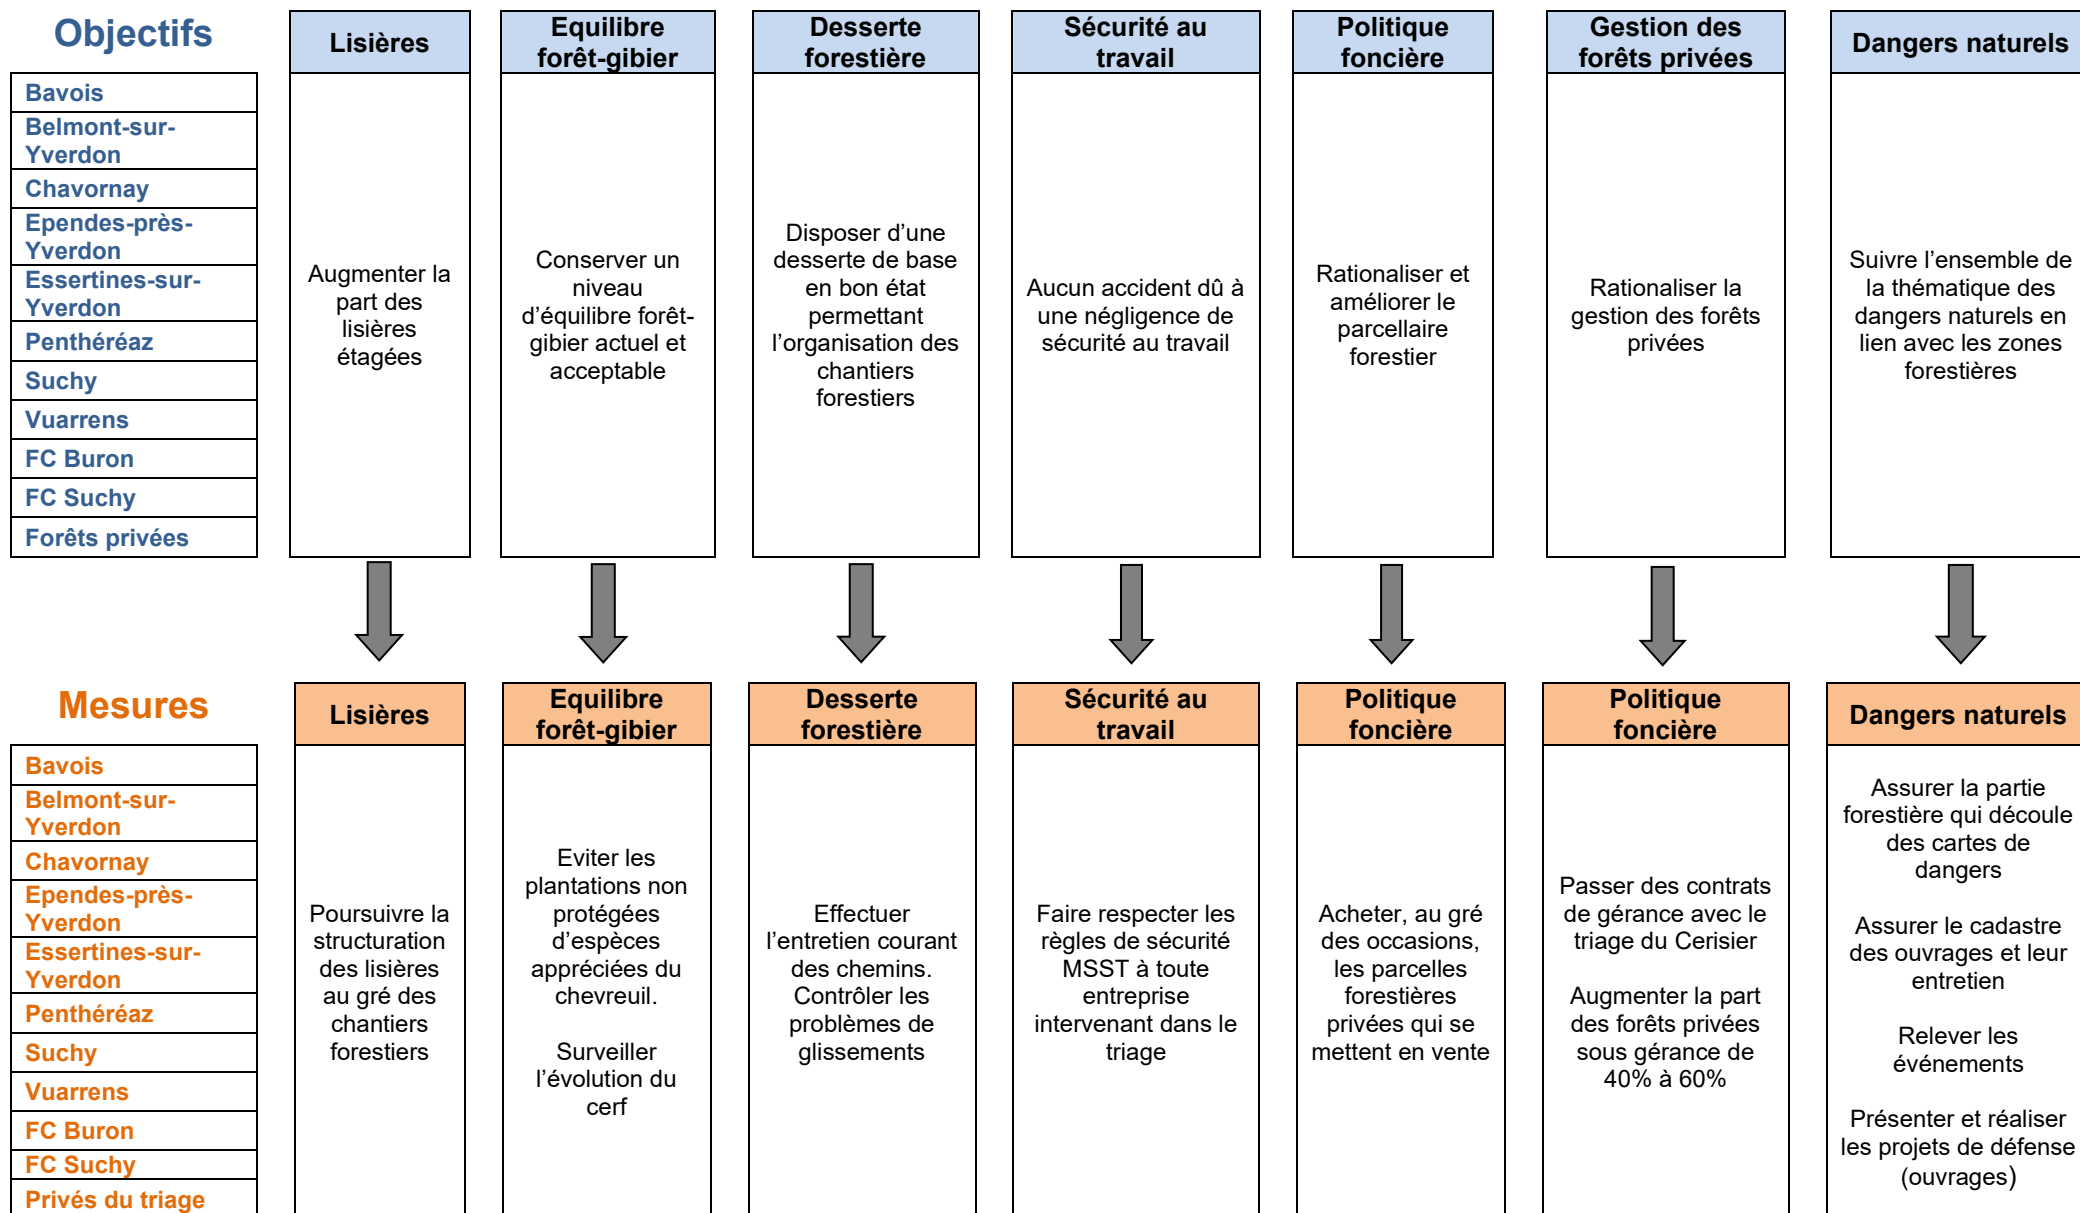 Objectifs
Bavois
Belmont-sur-
Yverdon
Chavornay
Ependes-près-
Yverdon
Essertines-sur-
Yverdon
Penthéréaz
Suchy
Vuarrens
FC Buron
FC Suchy
Forêts privées
Lisières
Augmenter la
part des
lisières
étagées
Equilibre
forêt-gibier
Conserver un
niveau
d’équilibre forêt-
gibier actuel et
acceptable
Desserte
forestière
Disposer d’une
desserte de base
en bon état
permettant
l’organisation des
chantiers
forestiers
Sécurité au
travail
Aucun accident dû à
une négligence de
sécurité au travail
Politique
foncière
Rationaliser et
améliorer le
parcellaire
forestier
Gestion des
forêts privées
Rationaliser la
gestion des forêts
privées
Dangers naturels
Suivre l’ensemble de
la thématique des
dangers naturels en
lien avec les zones
forestières
Mesures
Bavois
Belmont-sur-
Yverdon
Chavornay
Ependes-près-
Yverdon
Essertines-sur-
Yverdon
Penthéréaz
Suchy
Vuarrens
FC Buron
FC Suchy
Privés du triage
Lisières
Poursuivre la
structuration
des lisières
au gré des
chantiers
forestiers
Equilibre
forêt-gibier
Eviter les
plantations non
protégées
d’espèces
appréciées du
chevreuil.
Surveiller
l’évolution du
cerf
Desserte
forestière
Effectuer
l’entretien courant
des chemins.
Contrôler les
problèmes de
glissements
Sécurité au
travail
Faire respecter les
règles de sécurité
MSST à toute
entreprise
intervenant dans le
triage
Politique
foncière
Acheter, au gré
des occasions,
les parcelles
forestières
privées qui se
mettent en vente
Politique
foncière
Passer des contrats
de gérance avec le
triage du Cerisier
Augmenter la part
des forêts privées
sous gérance de
40% à 60%
Dangers naturels
Assurer la partie
forestière qui découle
des cartes de
dangers
Assurer le cadastre
des ouvrages et leur
entretien
Relever les
événements
Présenter et réaliser
les projets de défense
(ouvrages)